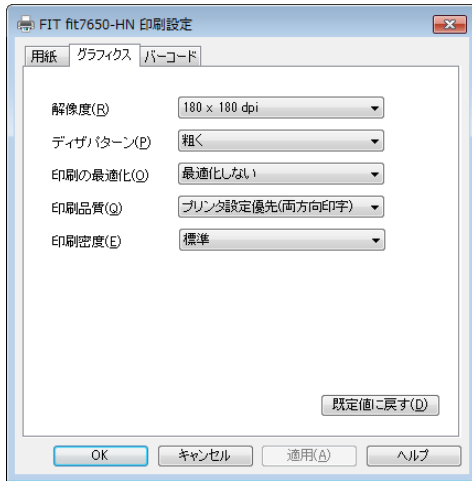 FIT fit7650-HN 印刷設定
用紙 グラフィクス バーコード
解像度(R) 180 x 180 dpi
ディザパターン(P) 粗く
印刷の最適化(O) 最適化しない
印刷品質(Q) プリンタ設定優先(両方向印字)
印刷密度(E) 標準
既定値に戻す(D)
OK キャンセル 適用(A) ヘルプ